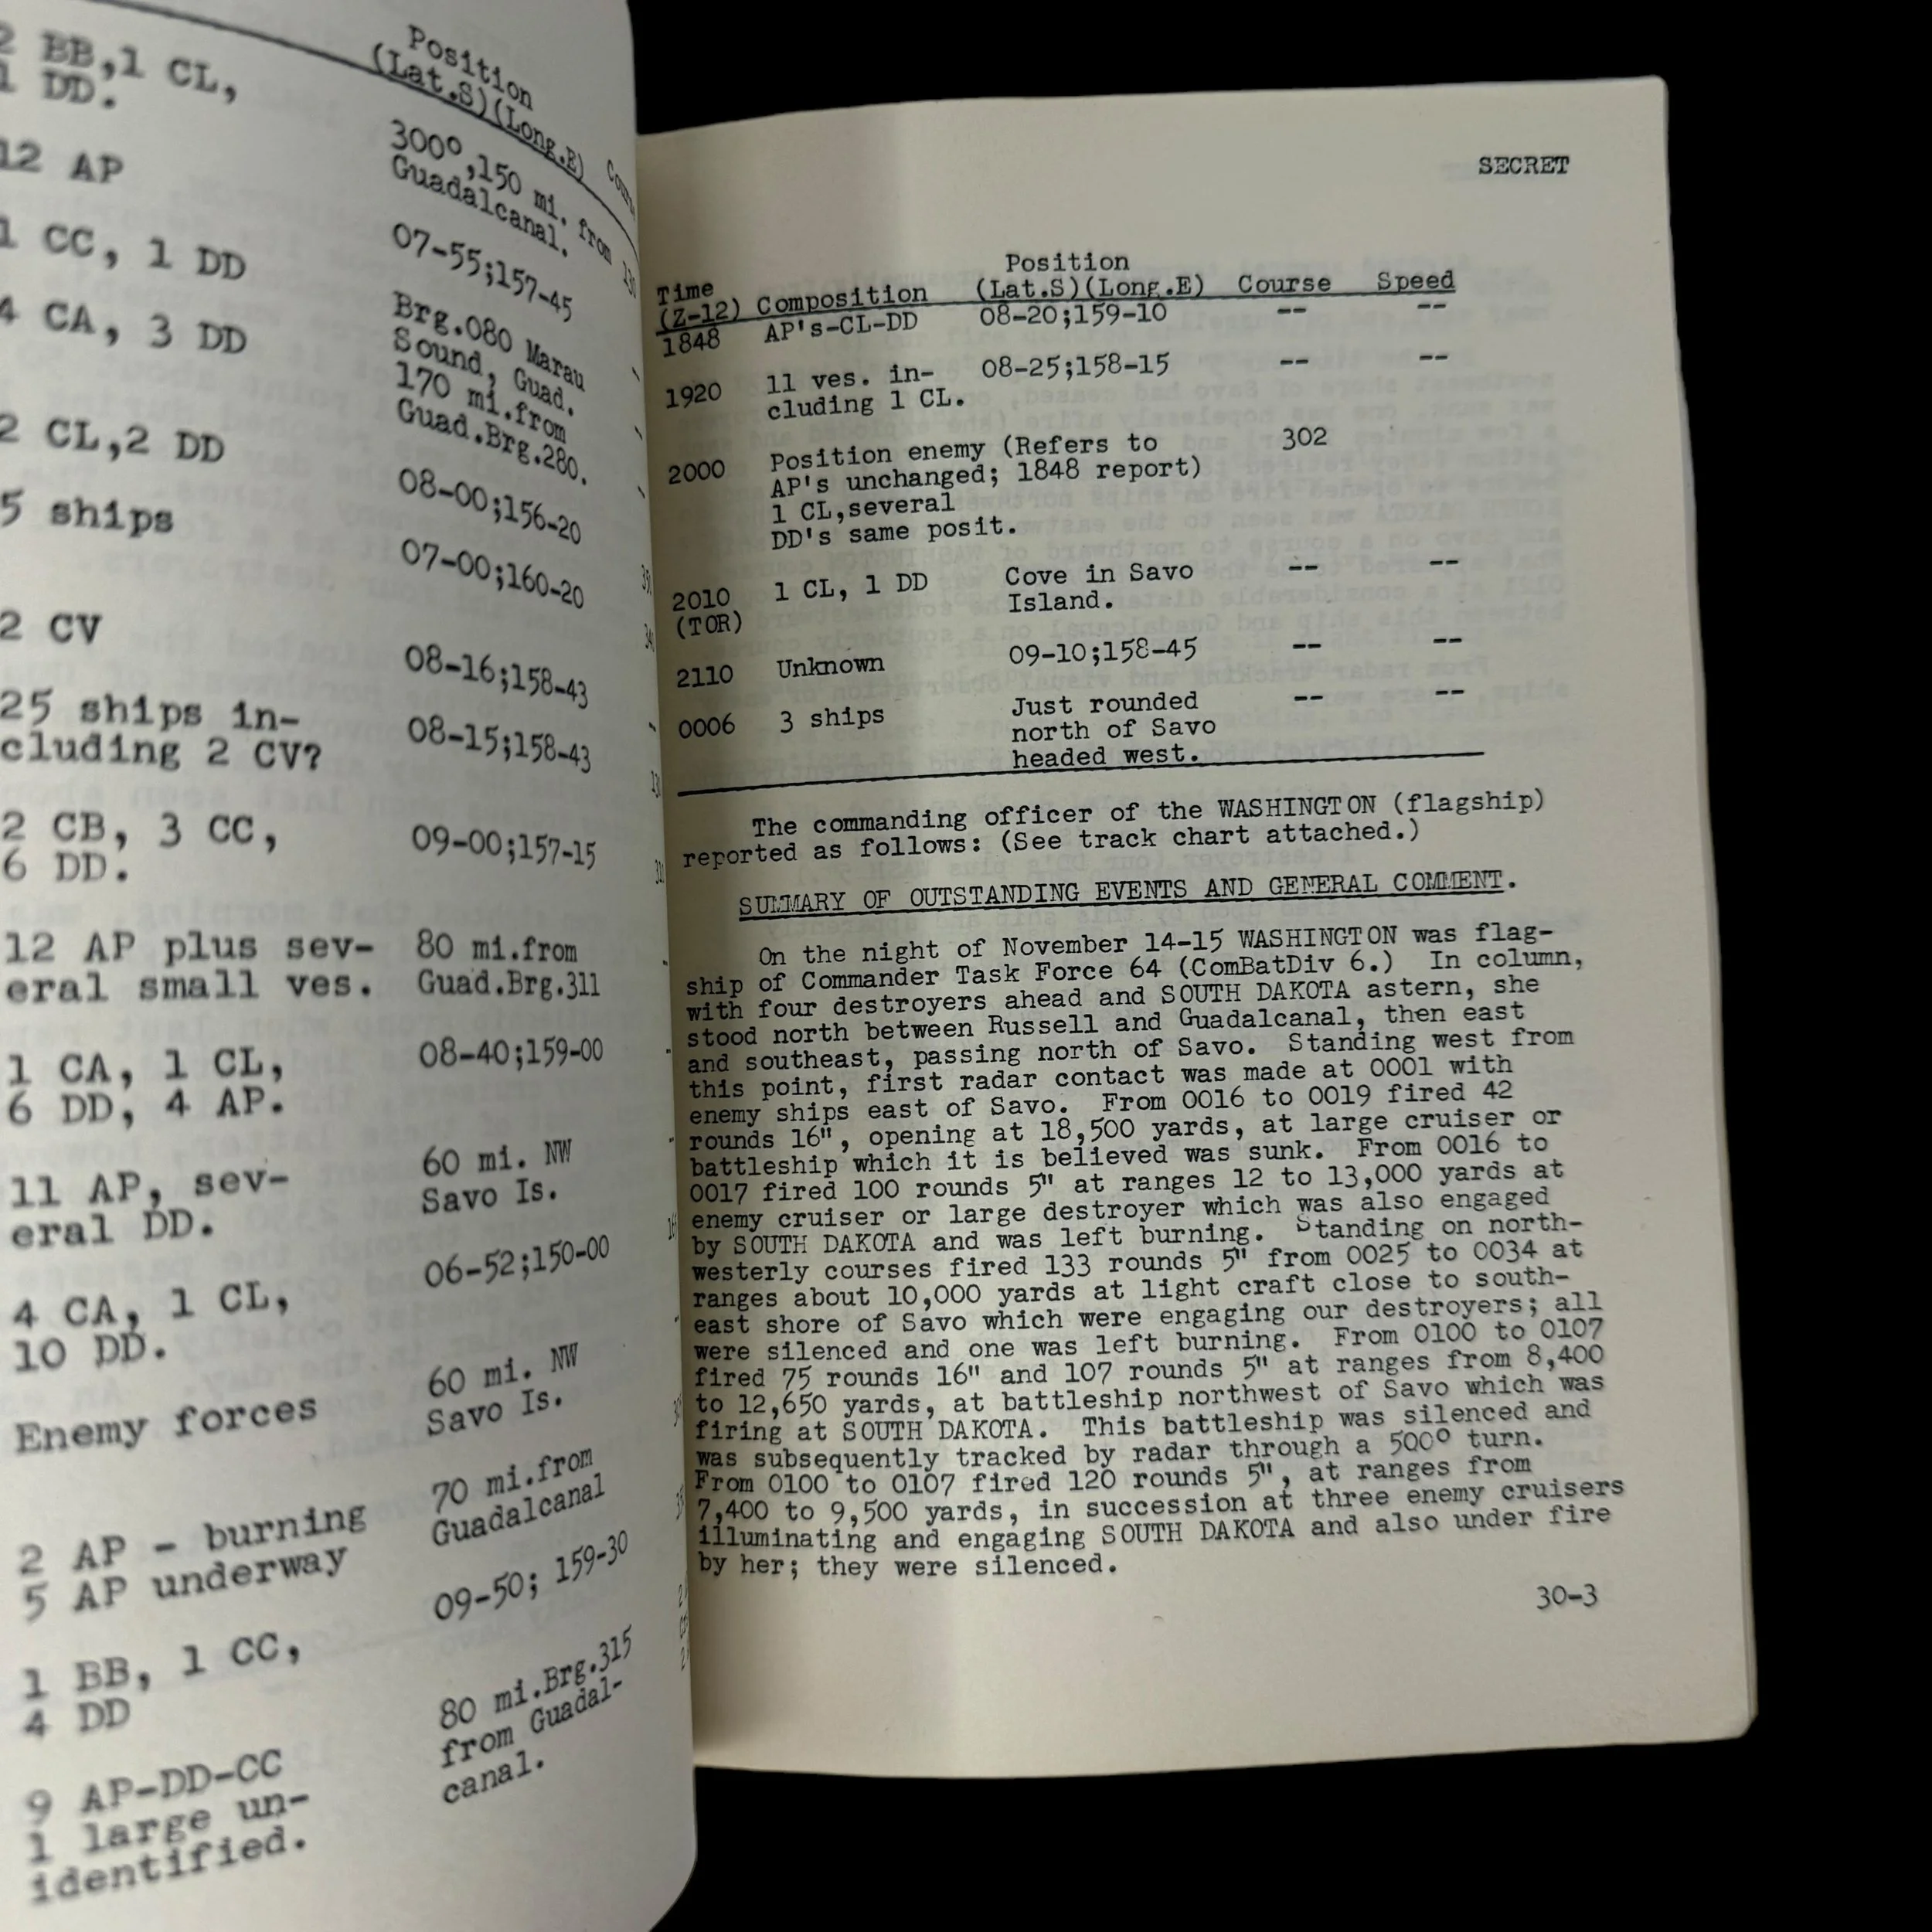 Position
(Lat.S)(Long.E)
2 BB,1 CL,
1 DD.
300°,150 mi. from
Guadalcanal.
12 AP
07-55;157-45
1 CC, 1 DD
Brg.080 Marau
Sound, Guad.
4 CA, 3 DD
170 mi.from
Guad.Brg.280.
2 CL,2 DD
08-00;156-20
5 ships
07-00;160-20
2 CV
08-16;158-43
25 ships in-
cluding 2 CV?
08-15;158-43
2 CB, 3 CC,
6 DD.
09-00;157-15
12 AP plus sev-
eral small ves.
80 mi.from
Guad.Brg.311
1 CA, 1 CL,
6 DD, 4 AP.
08-40;159-00
11 AP, sev-
eral DD.
60 mi. NW
Savo Is.
4 CA, 1 CL,
10 DD.
06-52;150-00
Enemy forces
60 mi. NW
Savo Is.
2 AP - burning
5 AP underway
70 mi.from
Guadalcanal
1 BB, 1 CC,
4 DD
09-50; 159-30
9 AP-DD-CC
1 large un-
identified.
80 mi.Brg.315
from Guadal-
canal.
SECRET
Position
Time
(Z-12) Composition (Lat.S)(Long.E) Course Speed
1848 AP's-CL-DD 08-20;159-10 -- --
1920 11 ves. in- 08-25;158-15 -- --
cluding 1 CL.
2000 Position enemy (Refers to 302
AP's unchanged; 1848 report)
1 CL,several
DD's same posit.
2010 1 CL, 1 DD Cove in Savo -- --
(TOR) Island.
2110 Unknown 09-10;158-45 -- --
0006 3 ships Just rounded -- --
north of Savo
headed west.
The commanding officer of the WASHINGTON (flagship)
reported as follows: (See track chart attached.)
SUMMARY OF OUTSTANDING EVENTS AND GENERAL COMMENT.
On the night of November 14-15 WASHINGTON was flag-
ship of Commander Task Force 64 (ComBatDiv 6.) In column,
with four destroyers ahead and SOUTH DAKOTA astern, she
stood north between Russell and Guadalcanal, then east
and southeast, passing north of Savo. Standing west from
this point, first radar contact was made at 0001 with
enemy ships east of Savo. From 0016 to 0019 fired 42
rounds 16", opening at 18,500 yards, at large cruiser or
battleship which it is believed was sunk. From 0016 to
0017 fired 100 rounds 5" at ranges 12 to 13,000 yards at
enemy cruiser or large destroyer which was also engaged
by SOUTH DAKOTA and was left burning. Standing on north-
westerly courses fired 133 rounds 5" from 0025 to 0034 at
ranges about 10,000 yards at light craft close to south-
east shore of Savo which were engaging our destroyers; all
were silenced and one was left burning. From 0100 to 0107
fired 75 rounds 16" and 107 rounds 5" at ranges from 8,400
to 12,650 yards, at battleship northwest of Savo which was
firing at SOUTH DAKOTA. This battleship was silenced and
was subsequently tracked by radar through a 500° turn.
From 0100 to 0107 fired 120 rounds 5", at ranges from
7,400 to 9,500 yards, in succession at three enemy cruisers
illuminating and engaging SOUTH DAKOTA and also under fire
by her; they were silenced.
30-3